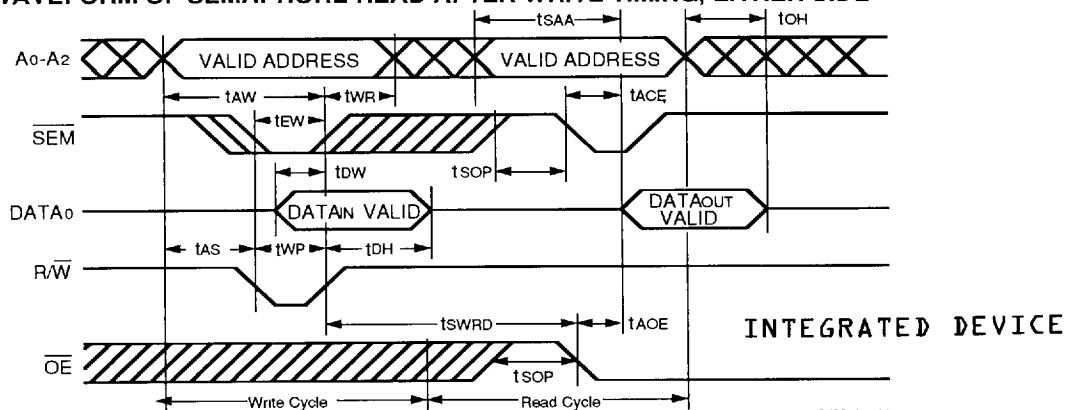 WAVEFORM OF SEMAPHORE READ AFTER WRITE TIMING, EITHER SIDE
tSAA tOH
A0-A2 VALID ADDRESS VALID ADDRESS
tAW tWR tACE
SEM tEW
tDW tSOP
DATA0 DATAIN VALID DATAOUT VALID
tAS tWP tDH
R/W
tSWRD tAOE
INTEGRATED DEVICE
OE tSOP
Write Cycle Read Cycle